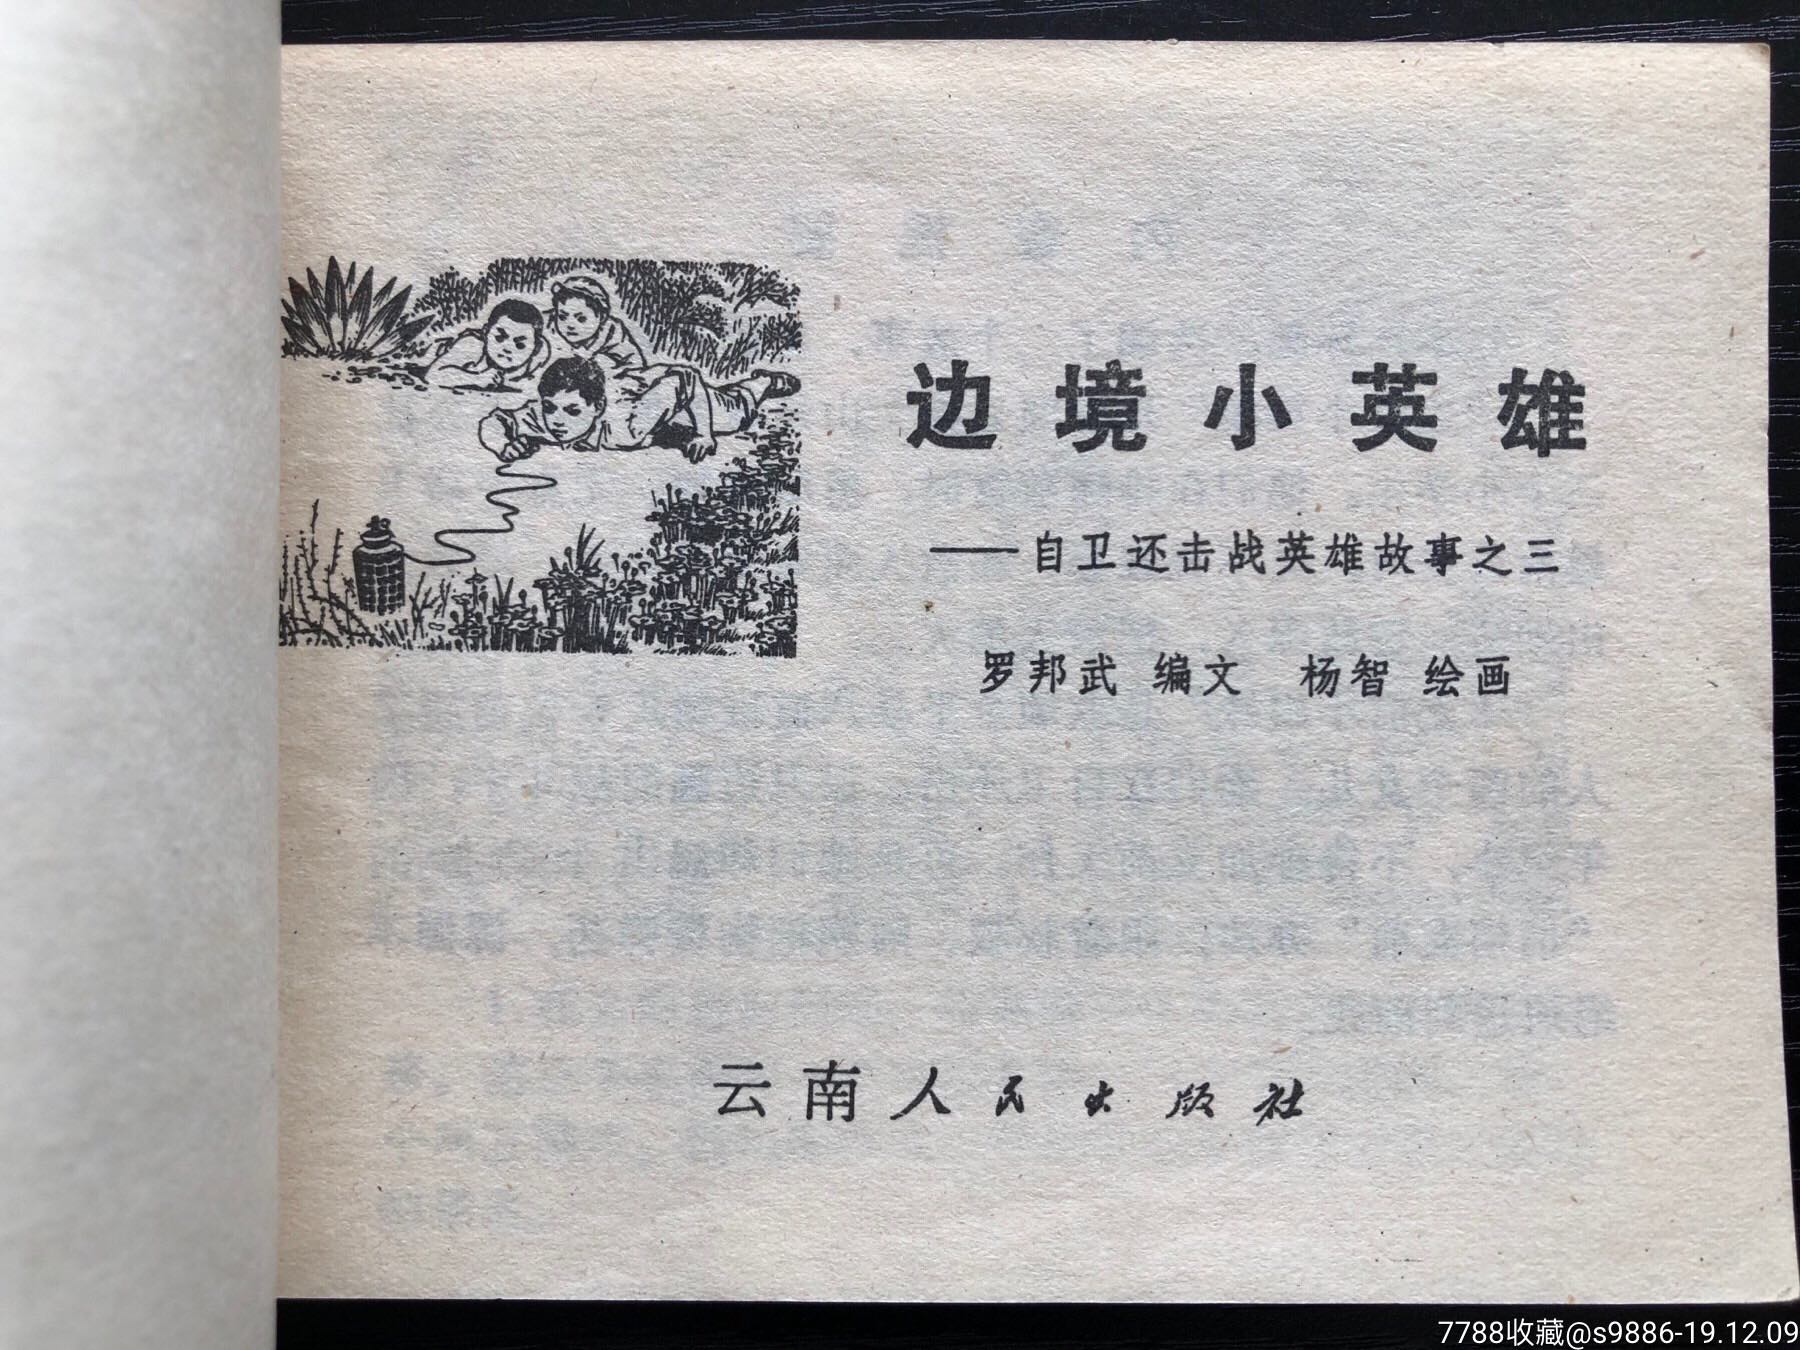 边境小英雄
——自卫还击战英雄故事之三
罗邦武 编文 杨智 绘画
云南人民出版社
7788收藏@s9886-19.12.09